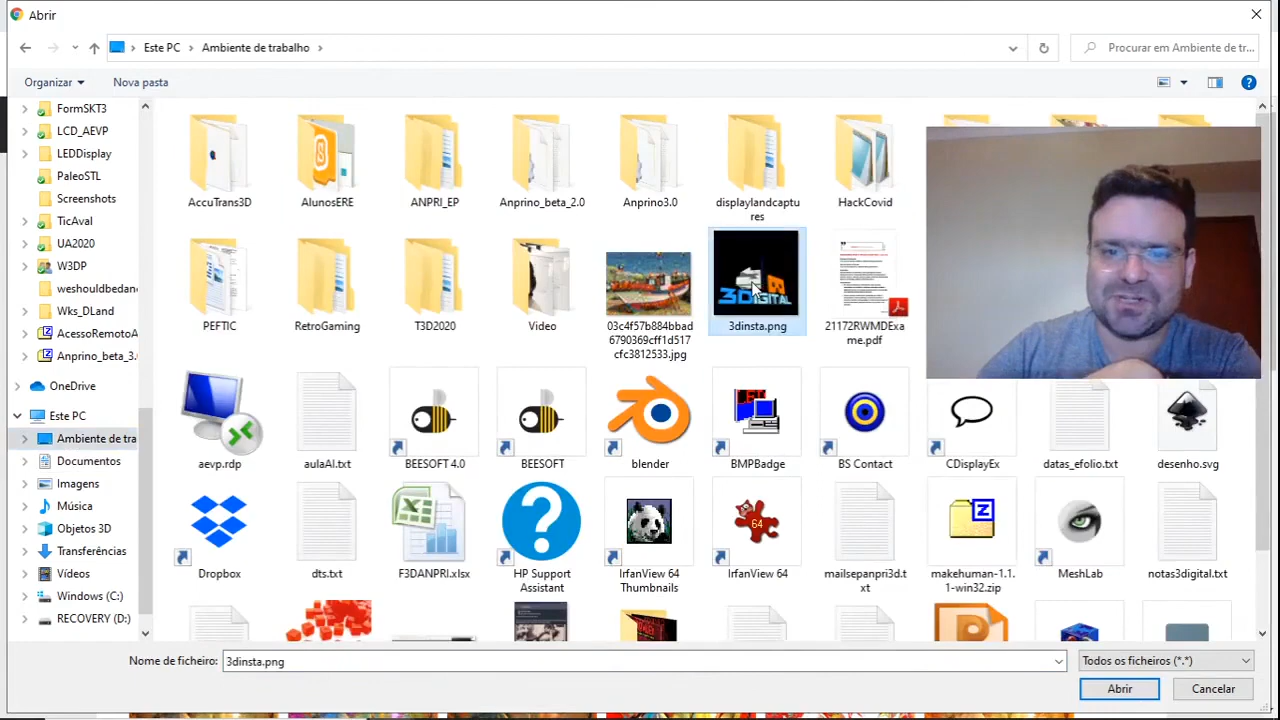 Abrir
Este PC
Ambiente de trabalho
Procurar em Ambiente de tr...
Organizar
Nova pasta
FormSKT3
LCD_AEVP
LEDDisplay
PaleoSTL
Screenshots
TicAval
UA2020
W3DP
weshouldbedan
Wks_DLand
AcessoRemotoA
Anprino_beta_3.
OneDrive
Este PC
Ambiente de tra
Documentos
Imagens
Música
Objetos 3D
Transferências
Vídeos
Windows (C:)
RECOVERY (D:)
AccuTrans3D
AlunosERE
ANPRI_EP
Anprino_beta_2.0
Anprino3.0
displaylandcaptu
res
HackCovid
PEFTIC
RetroGaming
T3D2020
Video
03c4f57b884bbad
6790369cff1d517
cfc3812533.jpg
3DIGITAL
3dinsta.png
21172RWMDExa
me.pdf
aevp.rdp
aulaAI.txt
BEESOFT 4.0
BEESOFT
blender
BMPBadge
BS Contact
CDisplayEx
datas_efolio.txt
desenho.svg
64
Dropbox
dts.txt
F3DANPRI.xlsx
HP Support
Assistant
IrfanView 64
Thumbnails
IrfanView 64
mailsepanpri3d.t
xt
makehuman-1.1.
1-win32.zip
MeshLab
notas3digital.txt
Nome de ficheiro:
3dinsta.png
Todos os ficheiros (*.*)
Abrir
Cancelar